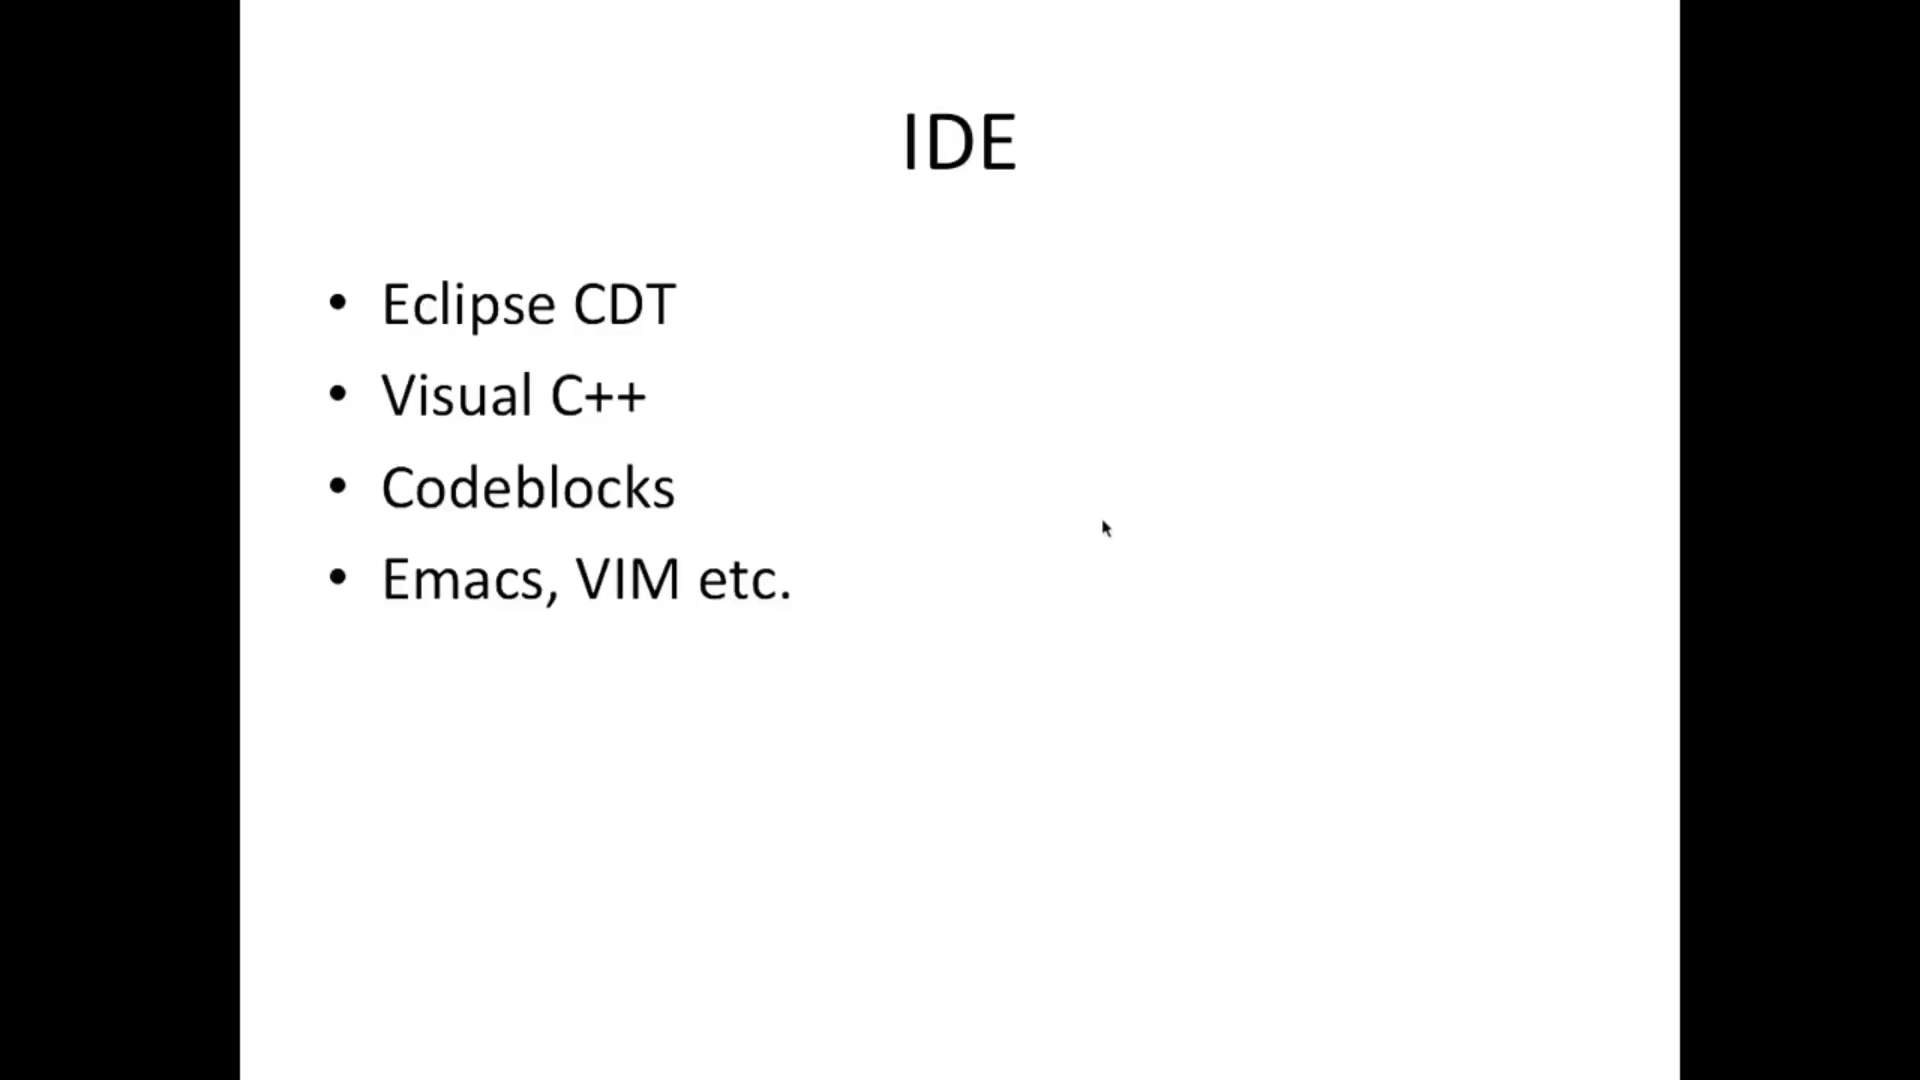 IDE
• Eclipse CDT
• Visual C++
• Codeblocks
• Emacs, VIM etc.